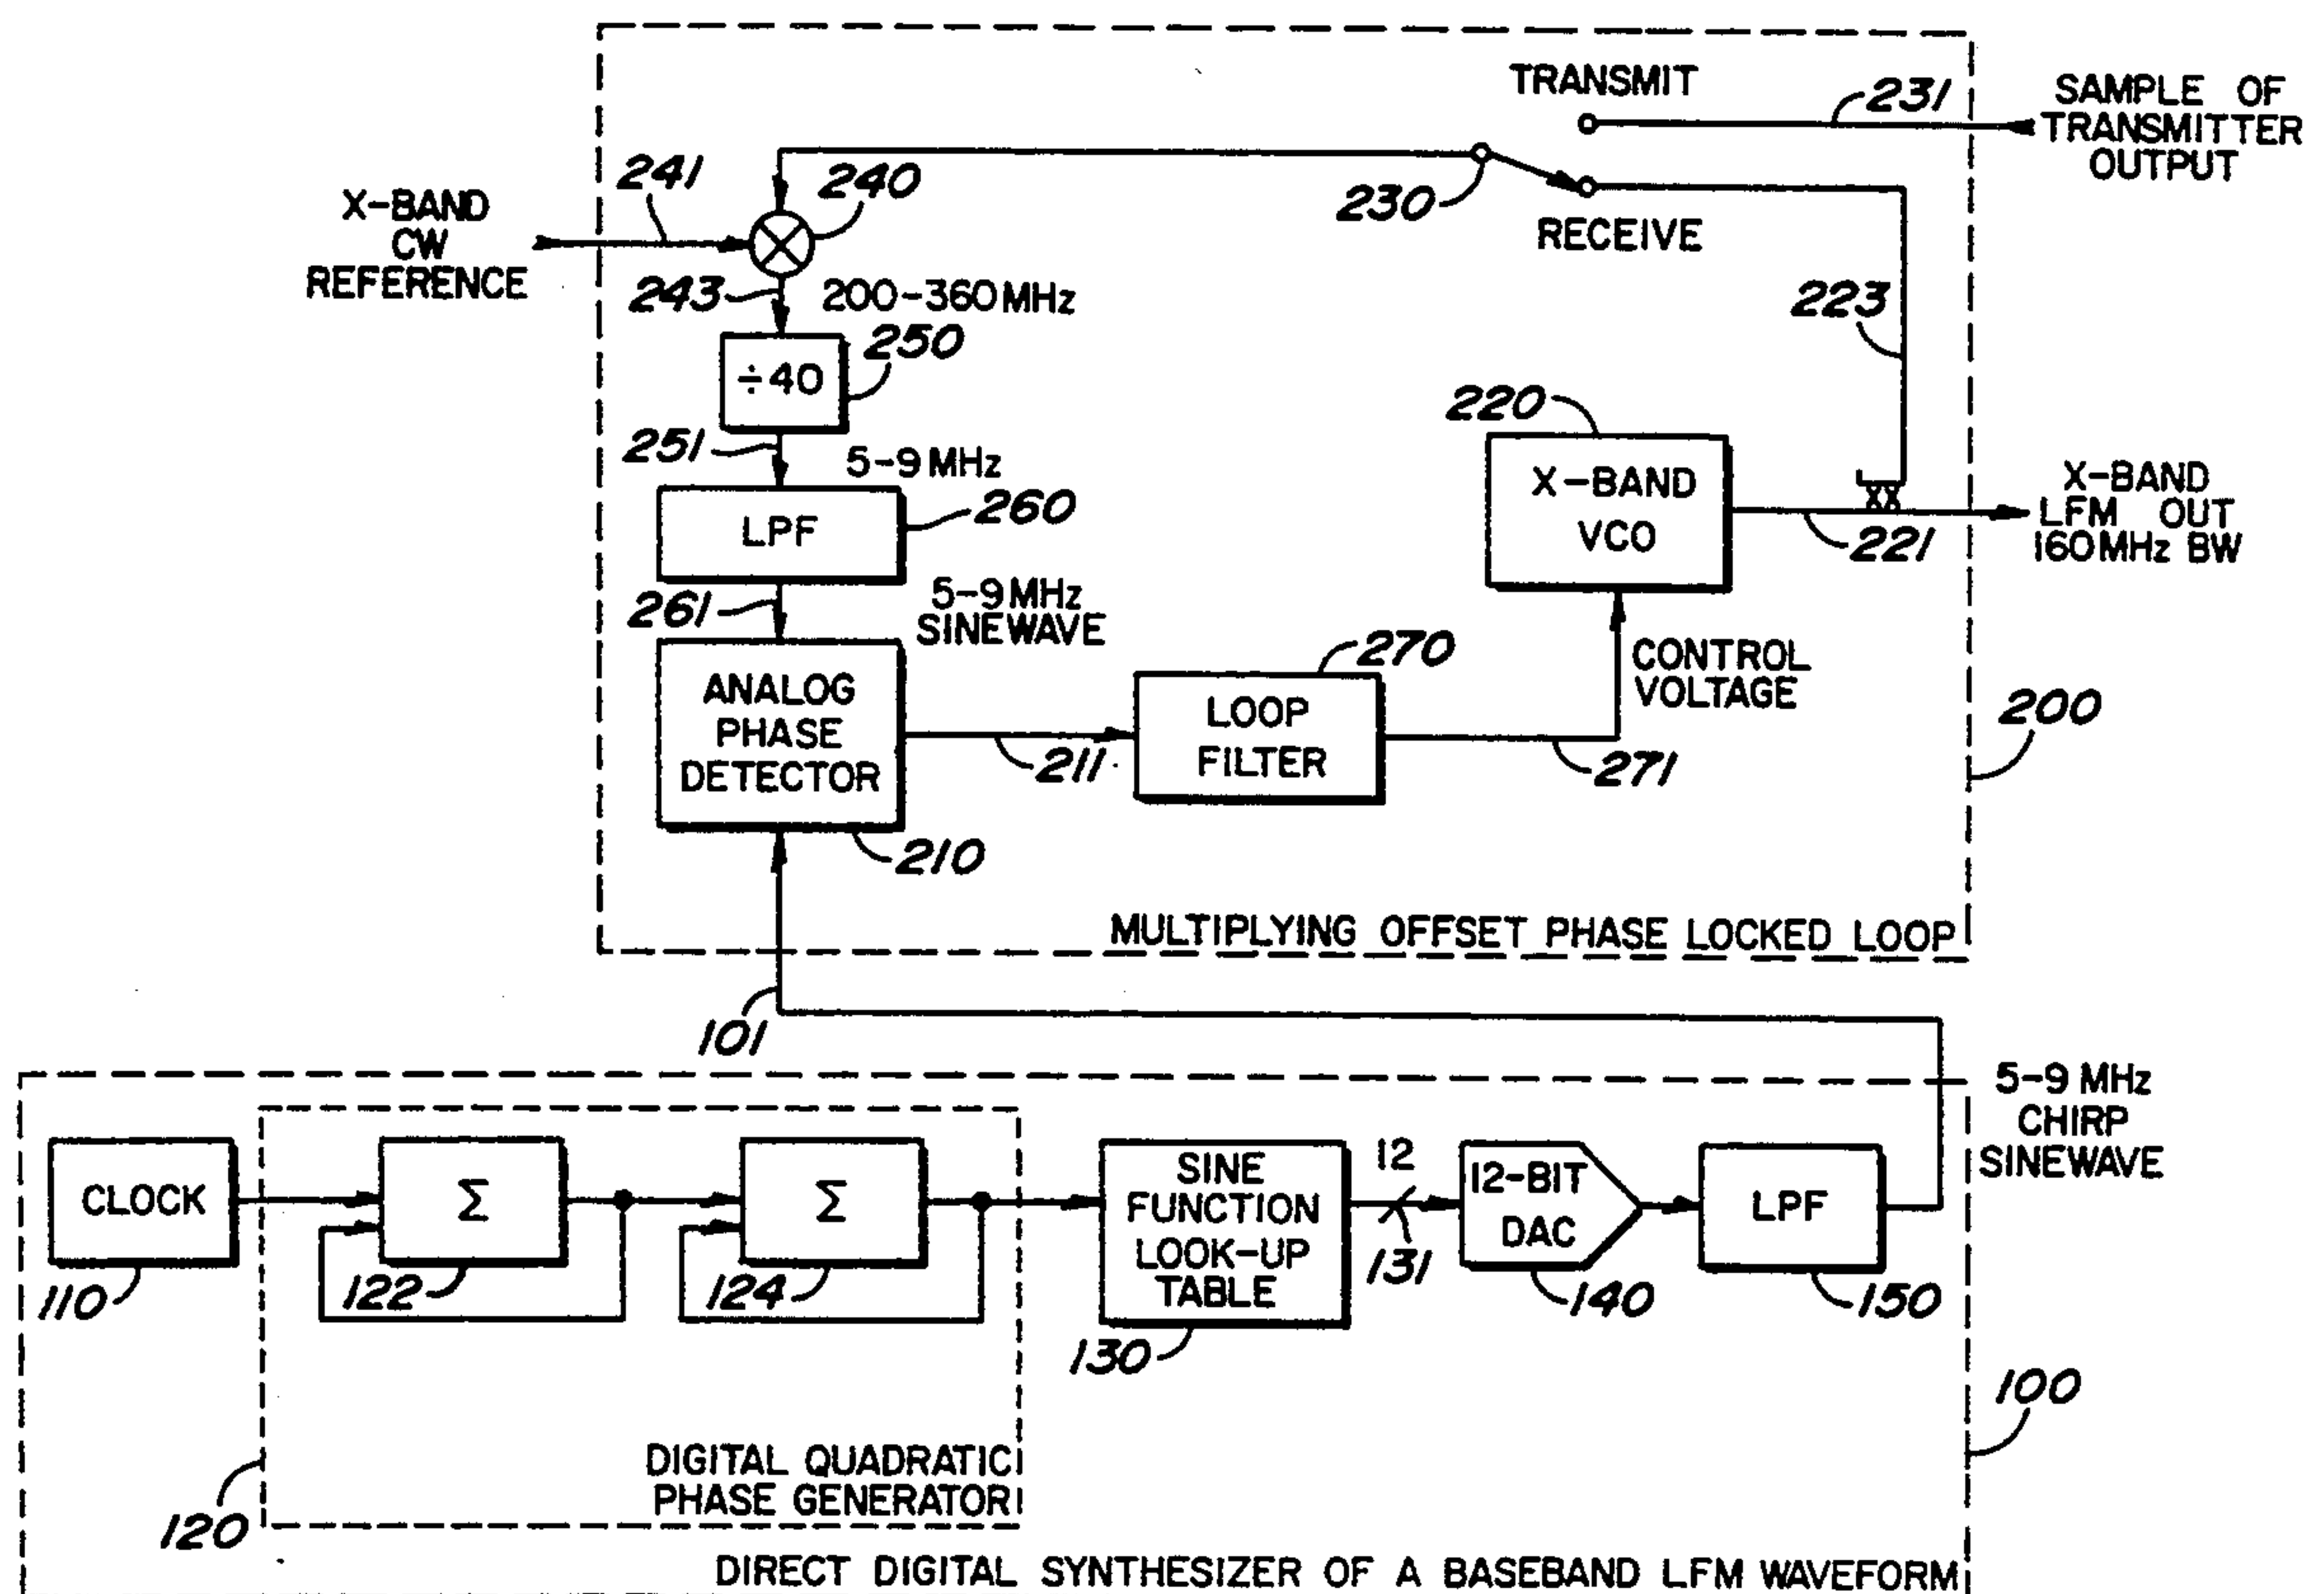 TRANSMIT
231
SAMPLE OF
TRANSMITTER
OUTPUT
241
240
X-BAND
CW
REFERENCE
230
RECEIVE
243
200-360 MHz
223
÷40
250
251
5-9 MHz
220
X-BAND
VCO
X-BAND
LFM OUT
160 MHz BW
LPF
260
221
261
5-9 MHz
SINEWAVE
270
CONTROL
VOLTAGE
200
ANALOG
PHASE
DETECTOR
LOOP
FILTER
211
271
210
MULTIPLYING OFFSET PHASE LOCKED LOOP
101
5-9 MHz
CHIRP
SINEWAVE
CLOCK
Σ
Σ
SINE
FUNCTION
LOOK-UP
TABLE
12
12-BIT
DAC
LPF
110
122
124
130
131
140
150
100
DIGITAL QUADRATIC
PHASE GENERATOR
120
DIRECT DIGITAL SYNTHESIZER OF A BASEBAND LFM WAVEFORM